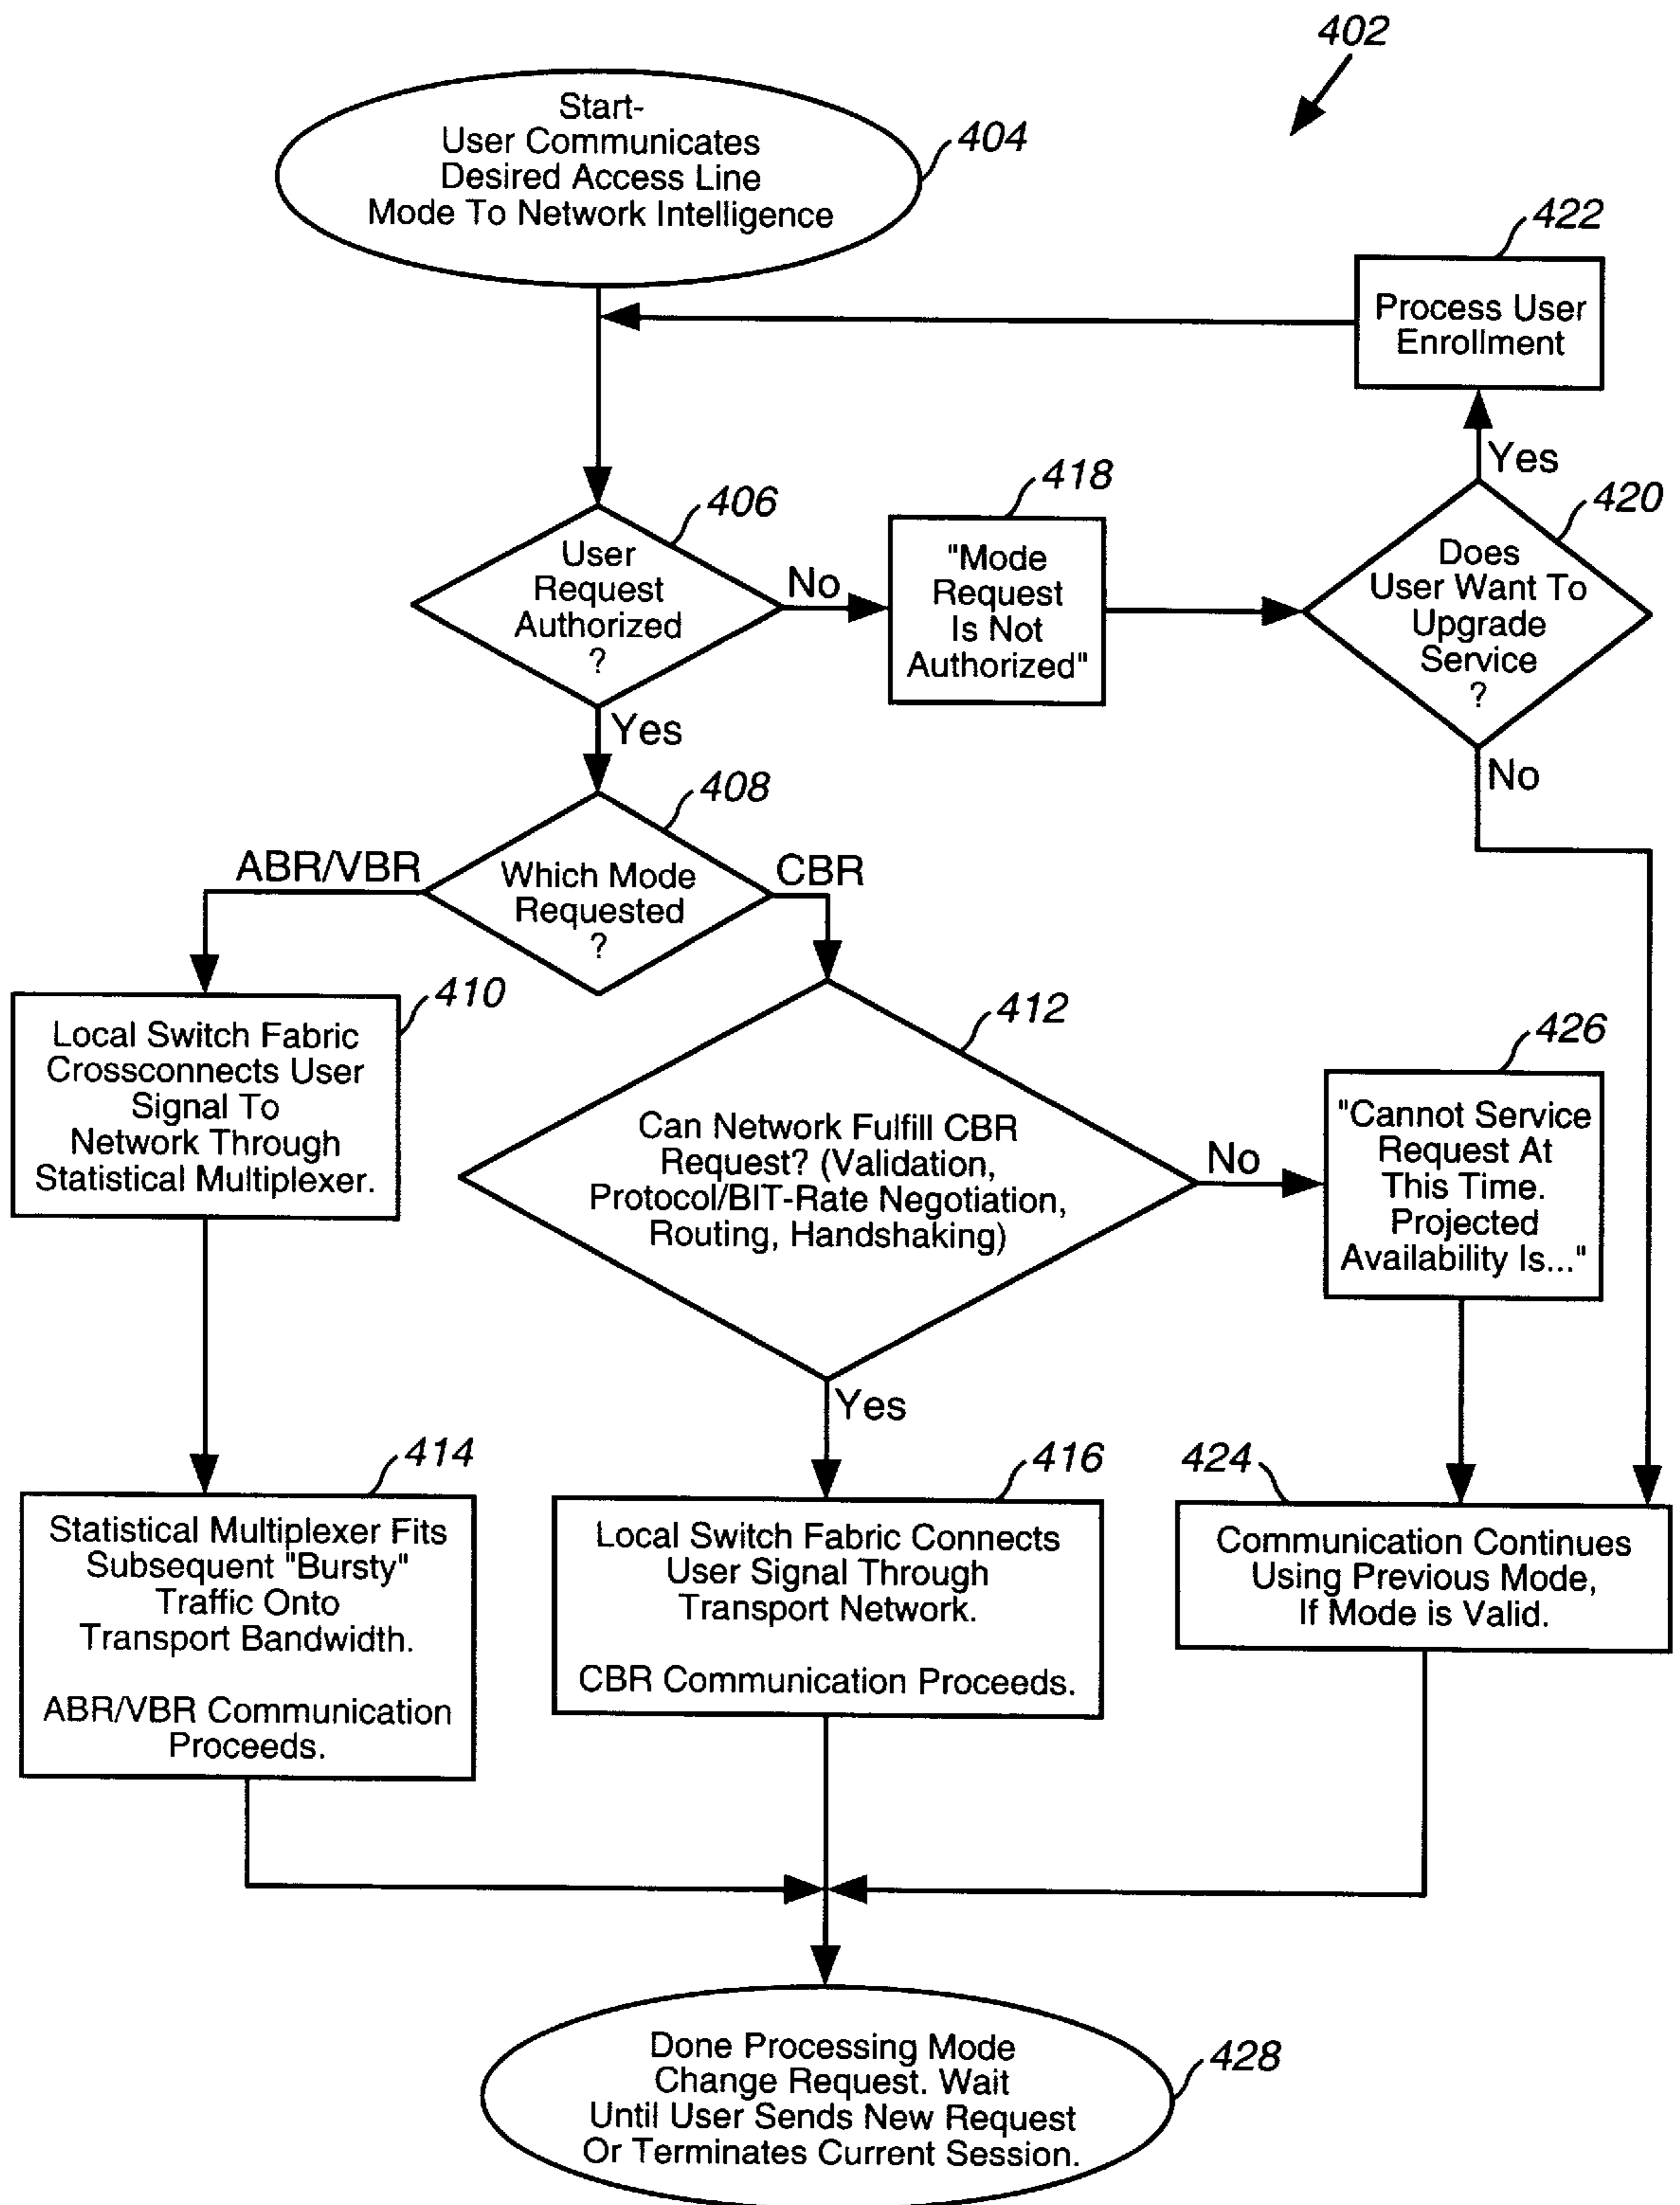 402
Start-
User Communicates
Desired Access Line
Mode To Network Intelligence
404
422
Process User
Enrollment
Yes
406
User
Request
Authorized
?
No
418
"Mode
Request
Is Not
Authorized"
420
Does
User Want To
Upgrade
Service
?
Yes
No
408
ABR/VBR
Which Mode
Requested
?
CBR
410
Local Switch Fabric
Crossconnects User
Signal To
Network Through
Statistical Multiplexer.
412
Can Network Fulfill CBR
Request? (Validation,
Protocol/BIT-Rate Negotiation,
Routing, Handshaking)
No
426
"Cannot Service
Request At
This Time.
Projected
Availability Is..."
Yes
414
Statistical Multiplexer Fits
Subsequent "Bursty"
Traffic Onto
Transport Bandwidth.
ABR/VBR Communication
Proceeds.
416
Local Switch Fabric Connects
User Signal Through
Transport Network.
CBR Communication Proceeds.
424
Communication Continues
Using Previous Mode,
If Mode is Valid.
Done Processing Mode
Change Request. Wait
Until User Sends New Request
Or Terminates Current Session.
428